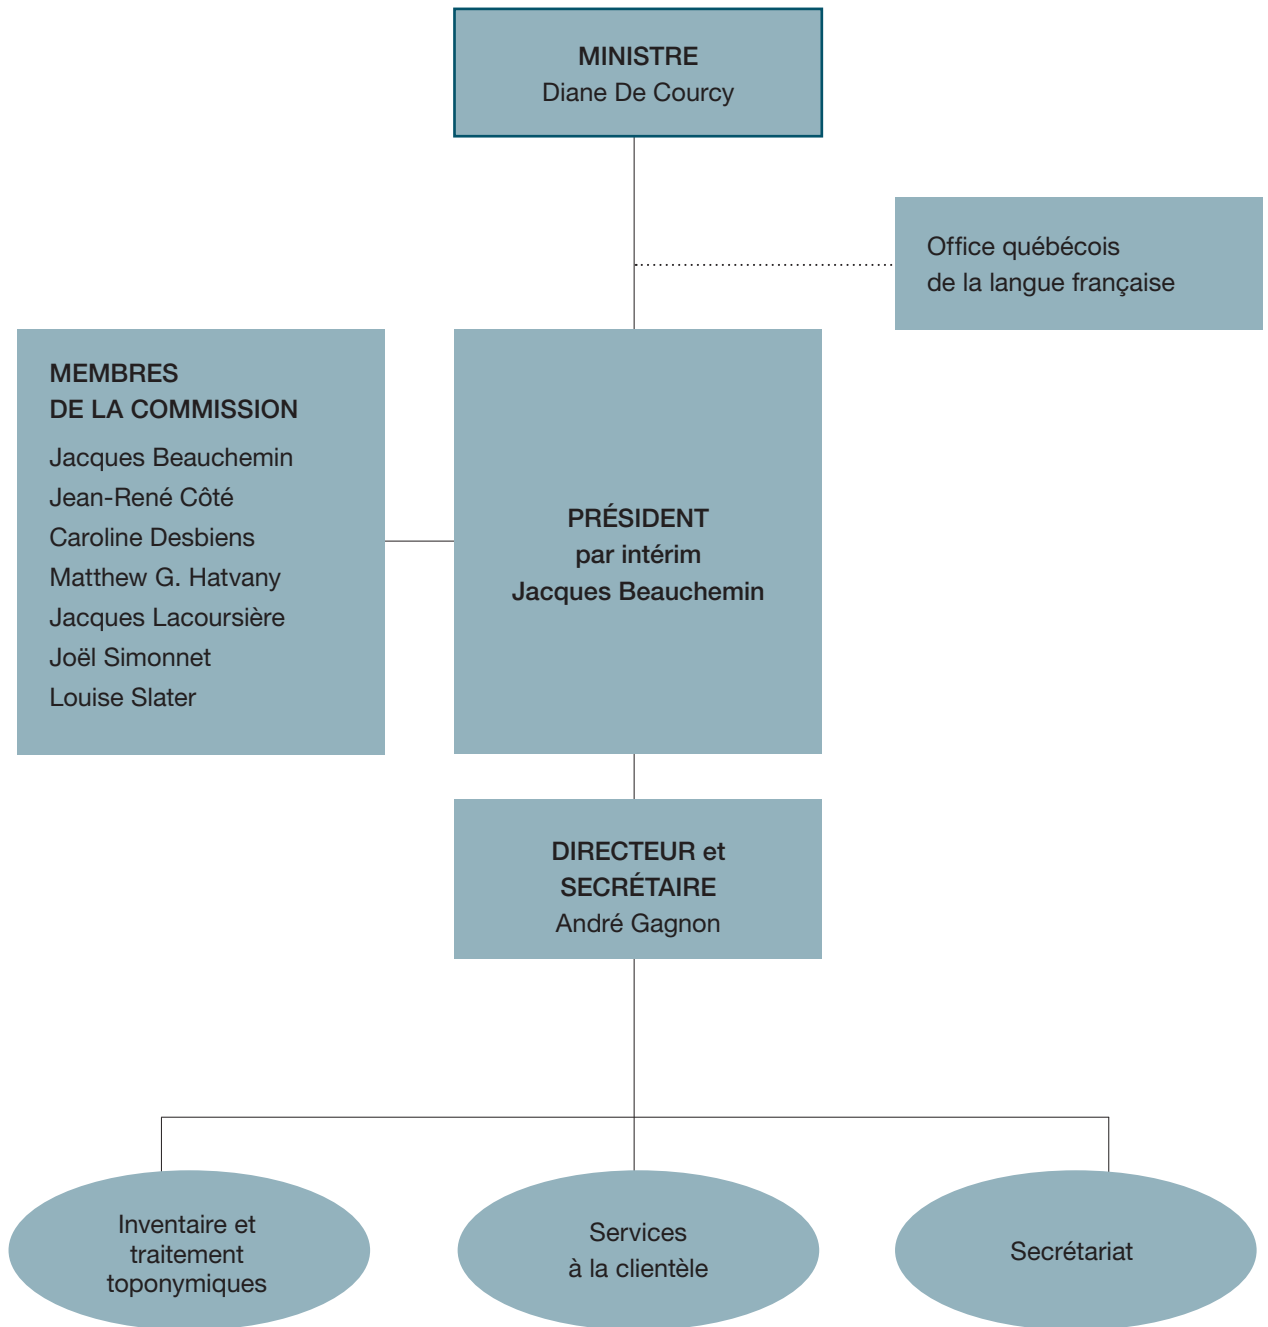 MINISTRE
Diane De Courcy
Office québécois
de la langue française
MEMBRES
DE LA COMMISSION
Jacques Beauchemin
Jean-René Côté
Caroline Desbiens
Matthew G. Hatvany
Jacques Lacoursière
Joël Simonnet
Louise Slater
PRÉSIDENT
par intérim
Jacques Beauchemin
DIRECTEUR et
SECRÉTAIRE
André Gagnon
Inventaire et
traitement
toponymiques
Services
à la clientèle
Secrétariat